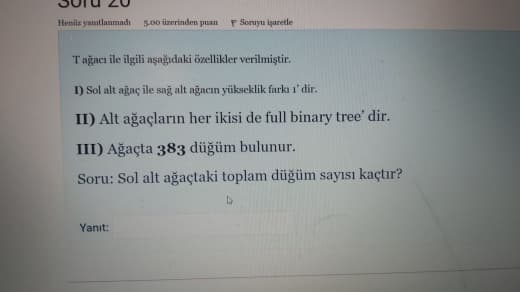 Soru 20
Henüz yanıtlanmadı 5.00 üzerinden puan Soruyu işaretle
T ağacı ile ilgili aşağıdaki özellikler verilmiştir.
I) Sol alt ağaç ile sağ alt ağacın yükseklik farkı 1' dir.
II) Alt ağaçların her ikisi de full binary tree' dir.
III) Ağaçta 383 düğüm bulunur.
Soru: Sol alt ağaçtaki toplam düğüm sayısı kaçtır?
Yanıt: